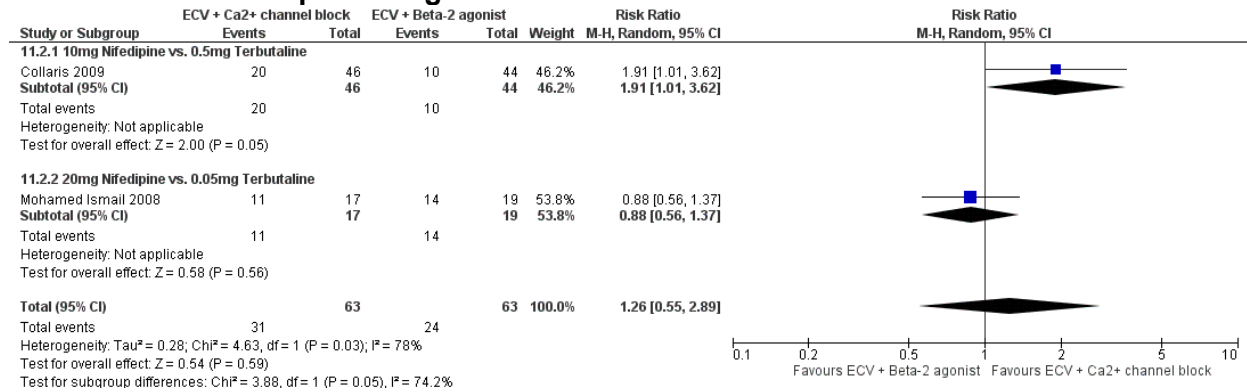 ECV + Ca2+ channel block ECV + Beta-2 agonist Risk Ratio Risk Ratio
Study or Subgroup Events Total Events Total Weight M-H, Random, 95% CI M-H, Random, 95% CI
11.2.1 10mg Nifedipine vs. 0.5mg Terbutaline
Collaris 2009 20 46 10 44 46.2% 1.91 [1.01, 3.62]
Subtotal (95% CI) 46 44 46.2% 1.91 [1.01, 3.62]
Total events 20 10
Heterogeneity: Not applicable
Test for overall effect: Z = 2.00 (P = 0.05)
11.2.2 20mg Nifedipine vs. 0.05mg Terbutaline
Mohamed Ismail 2008 11 17 14 19 53.8% 0.88 [0.56, 1.37]
Subtotal (95% CI) 17 19 53.8% 0.88 [0.56, 1.37]
Total events 11 14
Heterogeneity: Not applicable
Test for overall effect: Z = 0.58 (P = 0.56)
Total (95% CI) 63 63 100.0% 1.26 [0.55, 2.89]
Total events 31 24
Heterogeneity: Tau² = 0.28; Chi² = 4.63, df = 1 (P = 0.03); I² = 78%
Test for overall effect: Z = 0.54 (P = 0.59)
Test for subgroup differences: Chi² = 3.88, df = 1 (P = 0.05), I² = 74.2%
0.1 0.2 0.5 1 2 5 10
Favours ECV + Beta-2 agonist Favours ECV + Ca2+ channel block